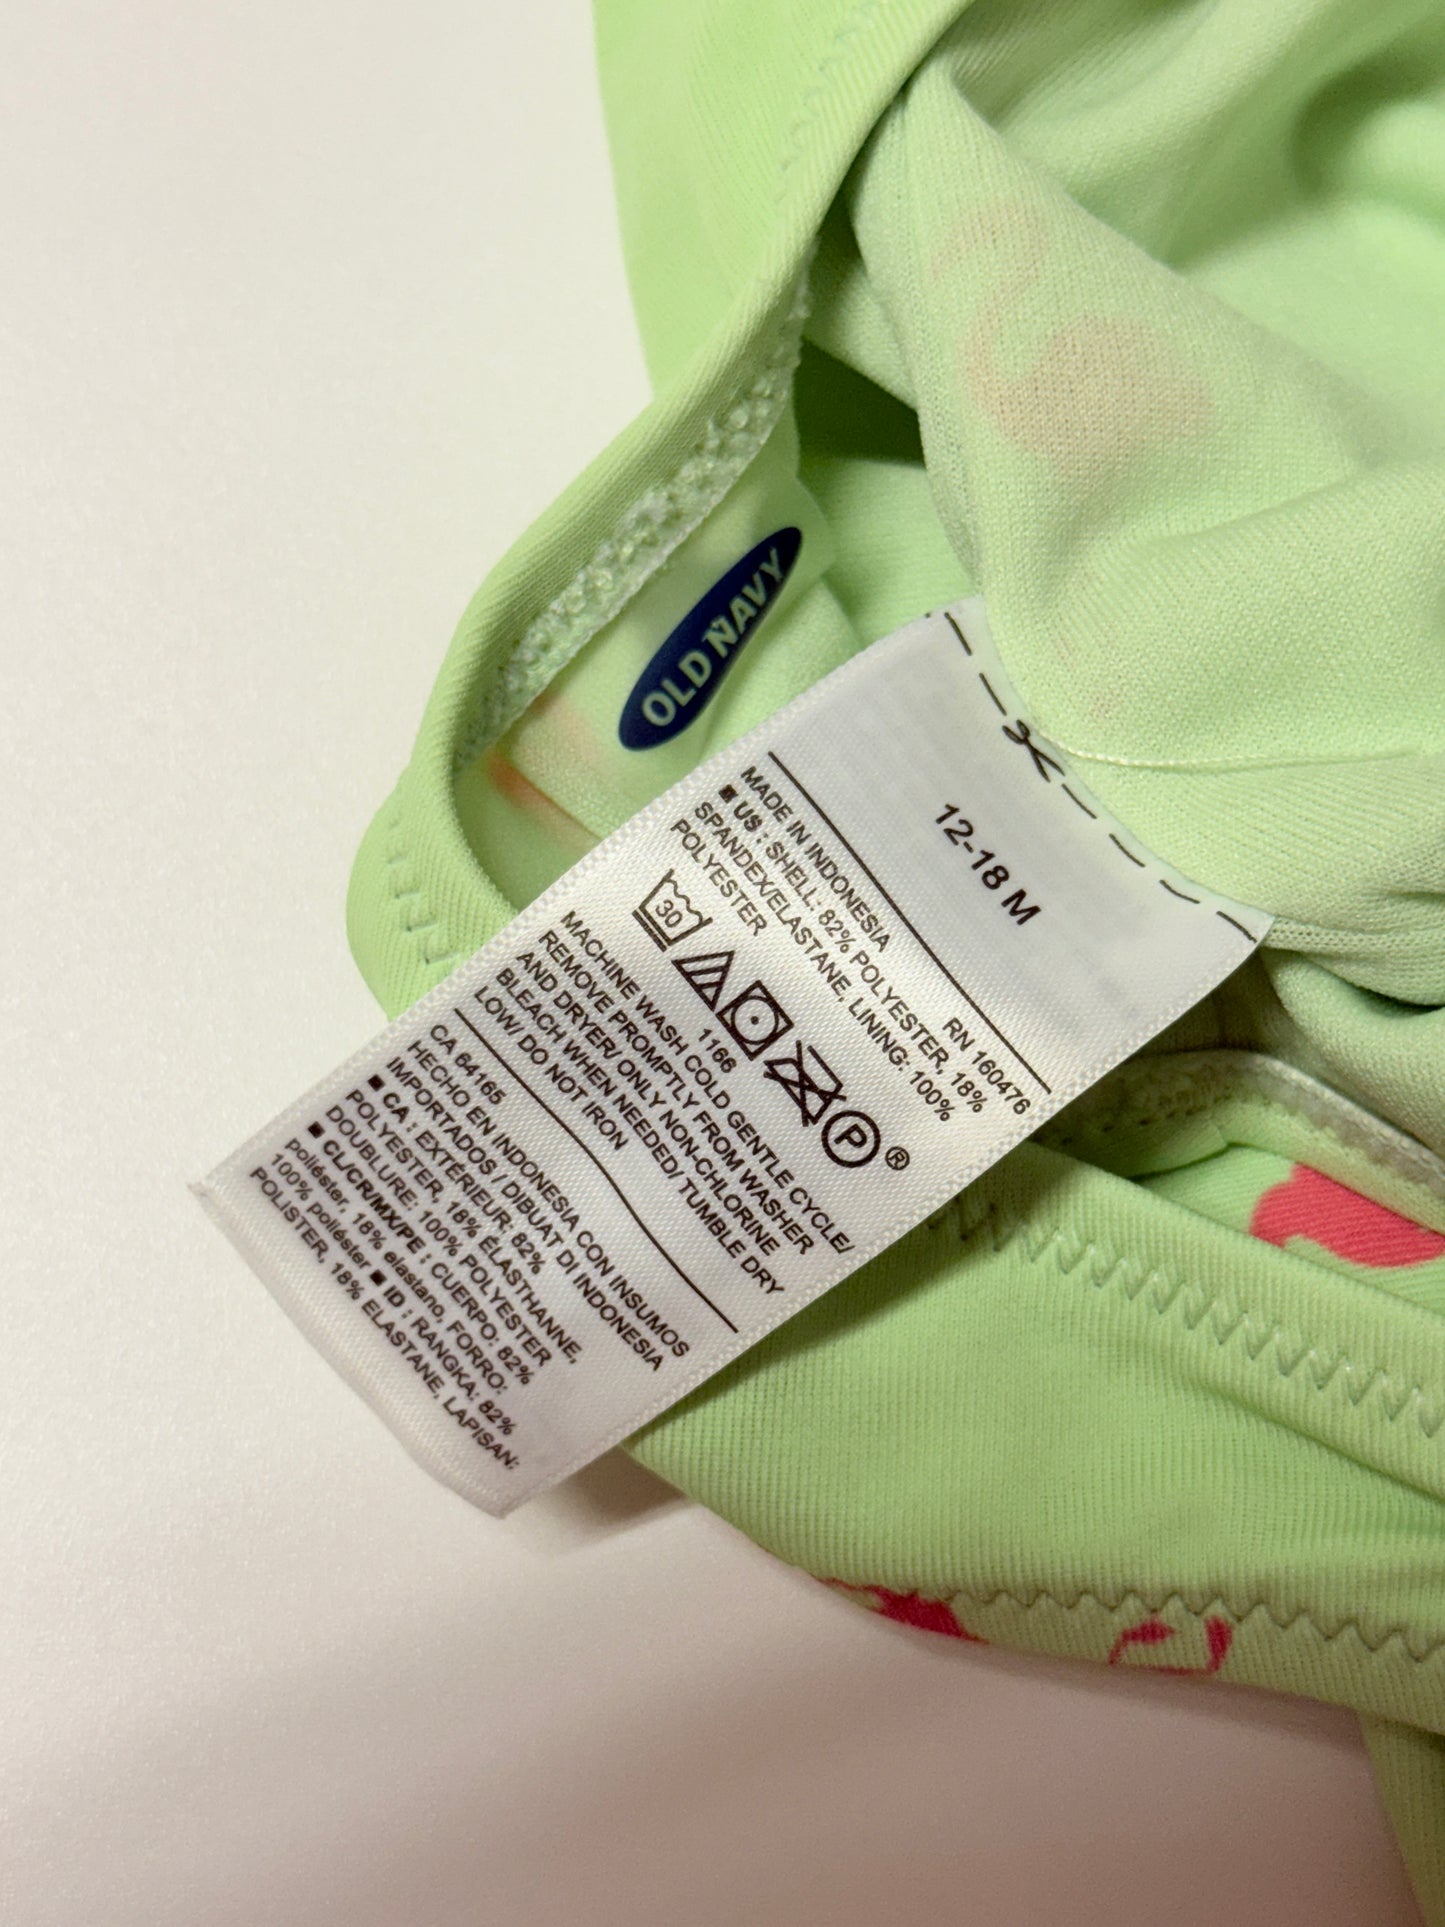 OLD NAVY
12-18 M
MADE IN INDONESIA RN 160476
■ US : SHELL: 82% POLYESTER, 18%
SPANDEX/ELASTANE, LINING: 100%
POLYESTER
30 P ®
1166
MACHINE WASH COLD GENTLE CYCLE/
REMOVE PROMPTLY FROM WASHER
AND DRYER/ ONLY NON-CHLORINE
BLEACH WHEN NEEDED/ TUMBLE DRY
LOW/ DO NOT IRON
CA 64165
HECHO EN INDONESIA CON INSUMOS
IMPORTADOS / DIBUAT DI INDONESIA
■ CA : EXTÉRIEUR: 82%
POLYESTER, 18% ÉLASTHANNE,
DOUBLURE: 100% POLYESTER
■ CL/CR/MX/PE : CUERPO: 82%
poliéster, 18% elastano, FORRO:
100% poliéster ■ ID : RANGKA: 82%
POLISTER, 18% ELASTANE, LAPISAN: